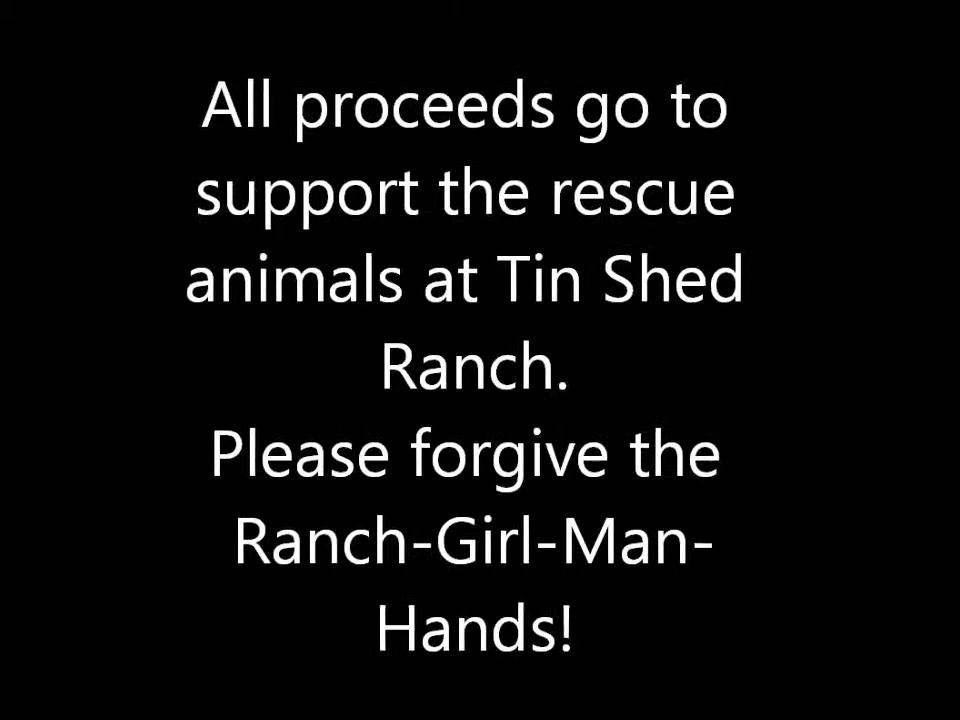 All proceeds go to
support the rescue
animals at Tin Shed
Ranch.
Please forgive the
Ranch-Girl-Man-
Hands!